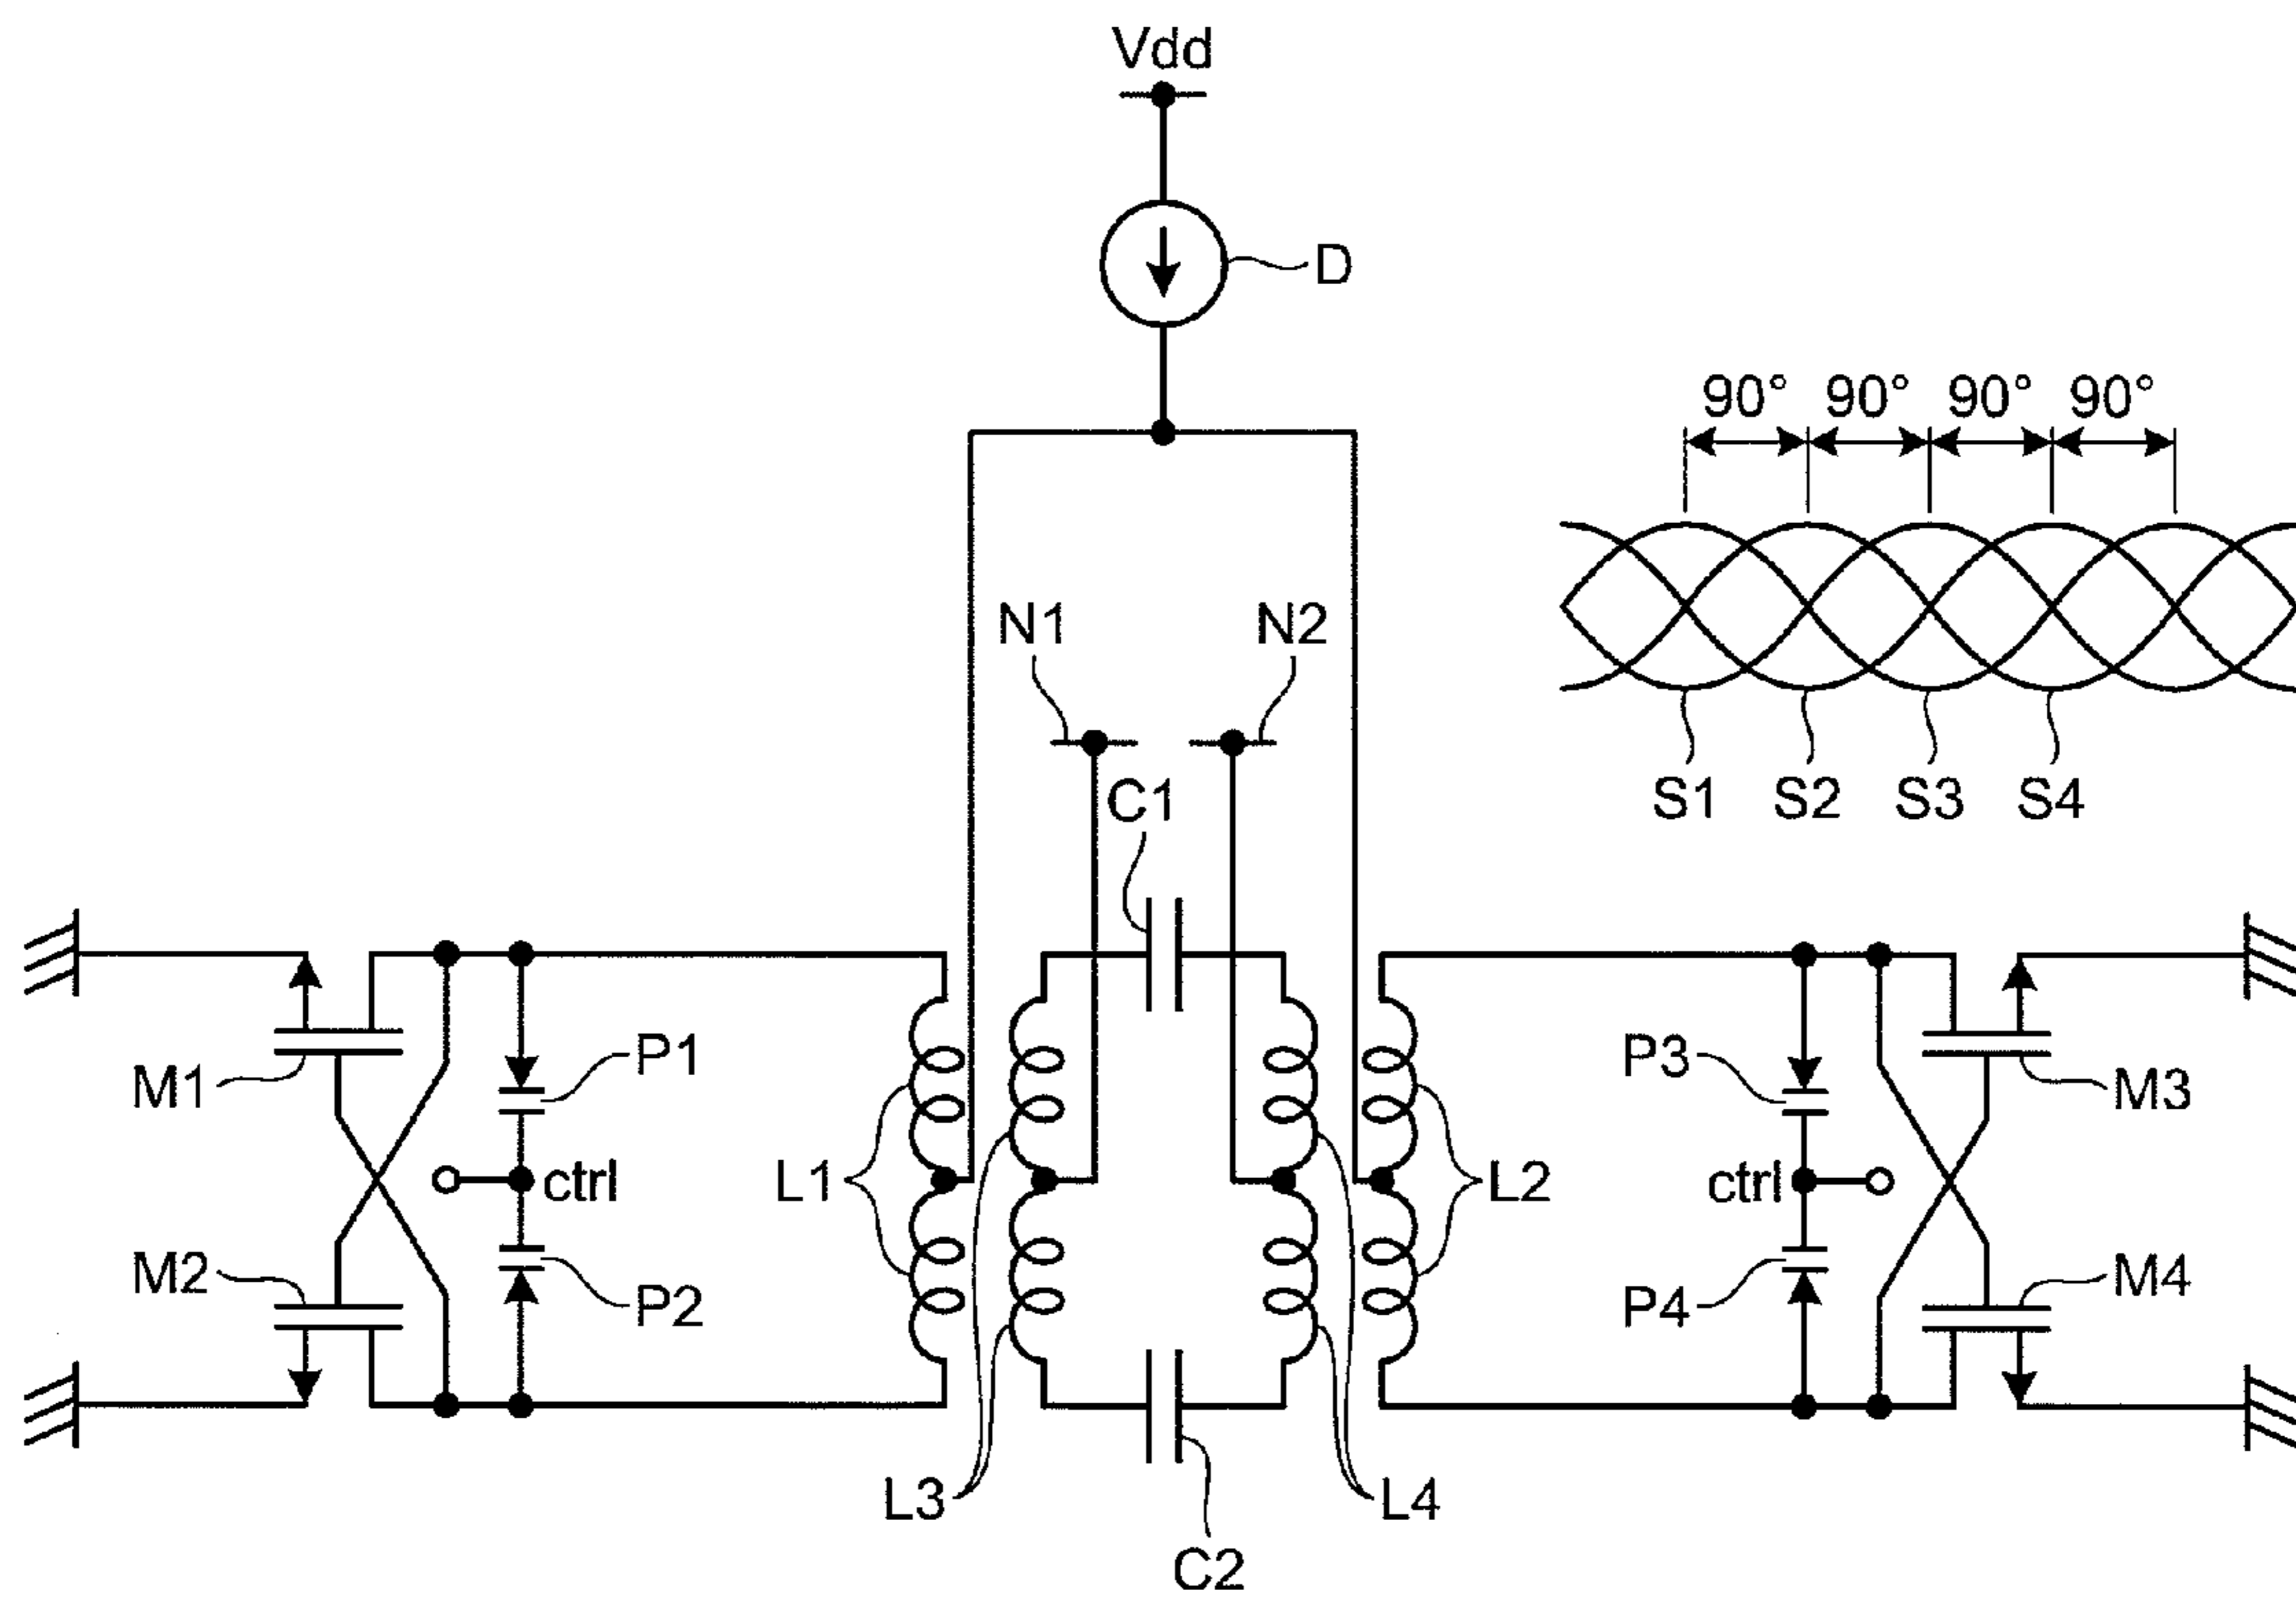 Vdd
D
90° 90° 90° 90°
N1 N2
C1
S1 S2 S3 S4
M1 P1 P3 M3
L1 ctrl ctrl L2
M2 P2 P4 M4
L3 L4
C2